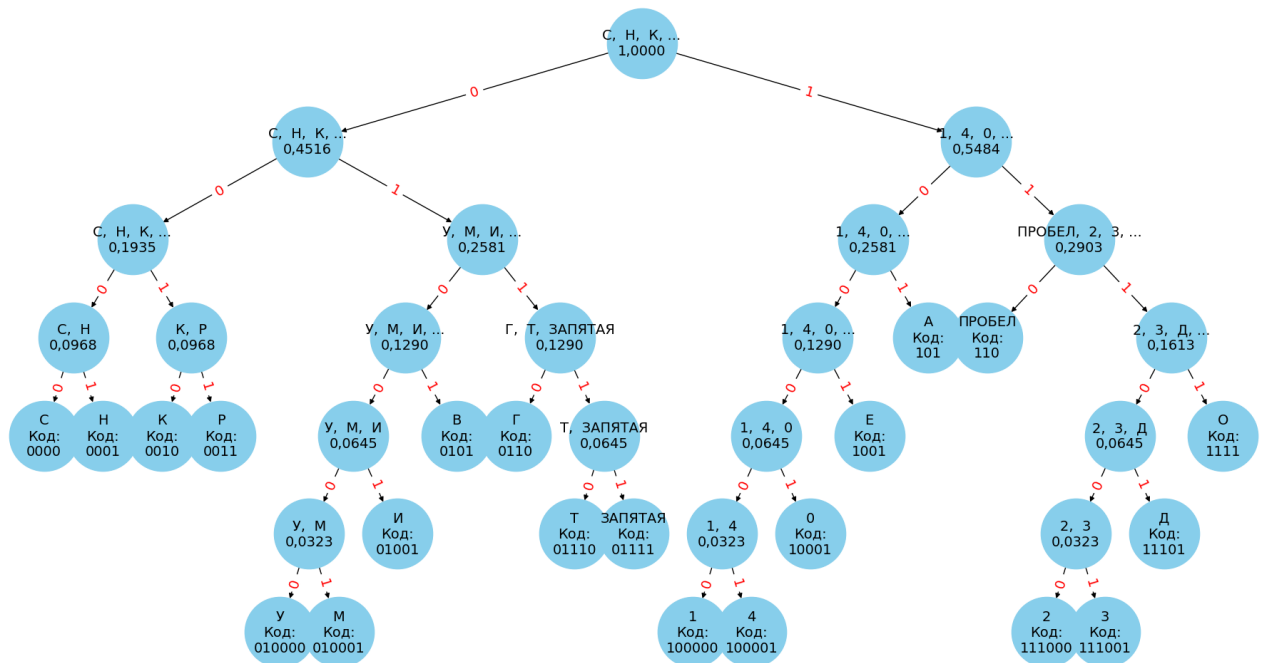 С, Н, К, ...
1,0000
0
1
С, Н, К, ...
0,4516
1, 4, 0, ...
0,5484
0
1
0
1
С, Н, К, ...
0,1935
У, М, И, ...
0,2581
1, 4, 0, ...
0,2581
ПРОБЕЛ, 2, 3, ...
0,2903
0
1
0
1
0
1
0
1
С, Н
0,0968
К, Р
0,0968
У, М, И, ...
0,1290
Г, Т, ЗАПЯТАЯ
0,1290
1, 4, 0, ...
0,1290
А
Код:
101
ПРОБЕЛ
Код:
110
2, 3, Д, ...
0,1613
0
1
0
1
0
1
0
1
0
1
0
1
С
Код:
0000
Н
Код:
0001
К
Код:
0010
Р
Код:
0011
У, М, И
0,0645
В
Код:
0101
Г
Код:
0110
Т, ЗАПЯТАЯ
0,0645
1, 4, 0
0,0645
Е
Код:
1001
2, 3, Д
0,0645
О
Код:
1111
0
1
0
1
0
1
0
1
У, М
0,0323
И
Код:
01001
Т
Код:
01110
ЗАПЯТАЯ
Код:
01111
1, 4
0,0323
0
Код:
10001
2, 3
0,0323
Д
Код:
11101
0
1
0
1
0
1
У
Код:
010000
М
Код:
010001
1
Код:
100000
4
Код:
100001
2
Код:
111000
3
Код:
111001